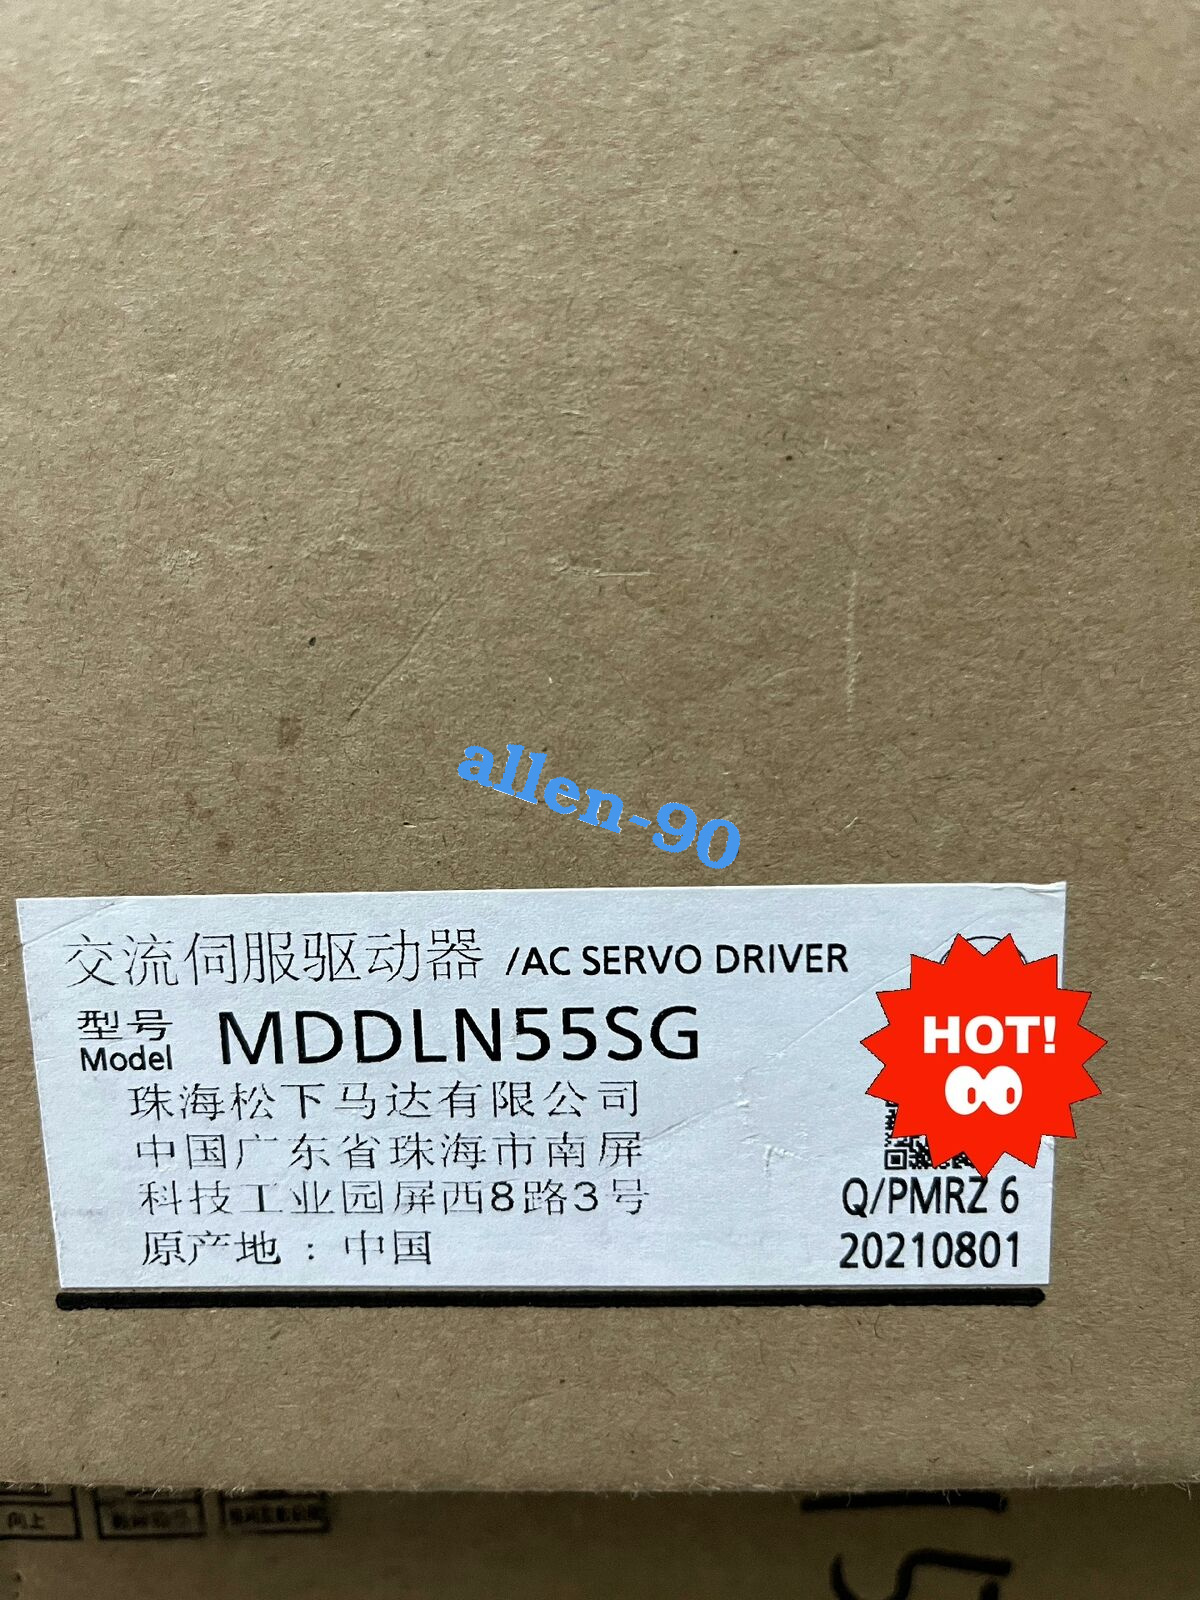 allen-90
交流伺服驱动器 /AC SERVO DRIVER
型号
Model MDDLN55SG
HOT!
珠海松下马达有限公司
中国广东省珠海市南屏
科技工业园屏西8路3号
原产地：中国
Q/PMRZ 6
20210801
向上